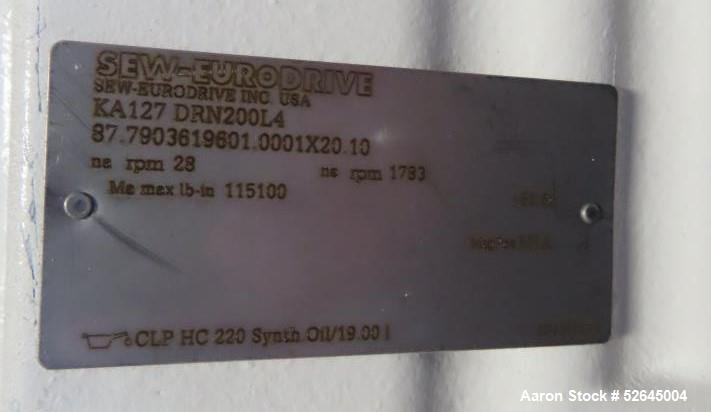 SEW-EURODRIVE
SEW-EURODRIVE INC. USA
KA127 DRN200L4
87.7903619601.0001X20.10
na rpm 28 ne rpm 1783
Ma max lb-in 115100
CLP HC 220 Synth Oil/19.00 l
Aaron Stock # 52645004